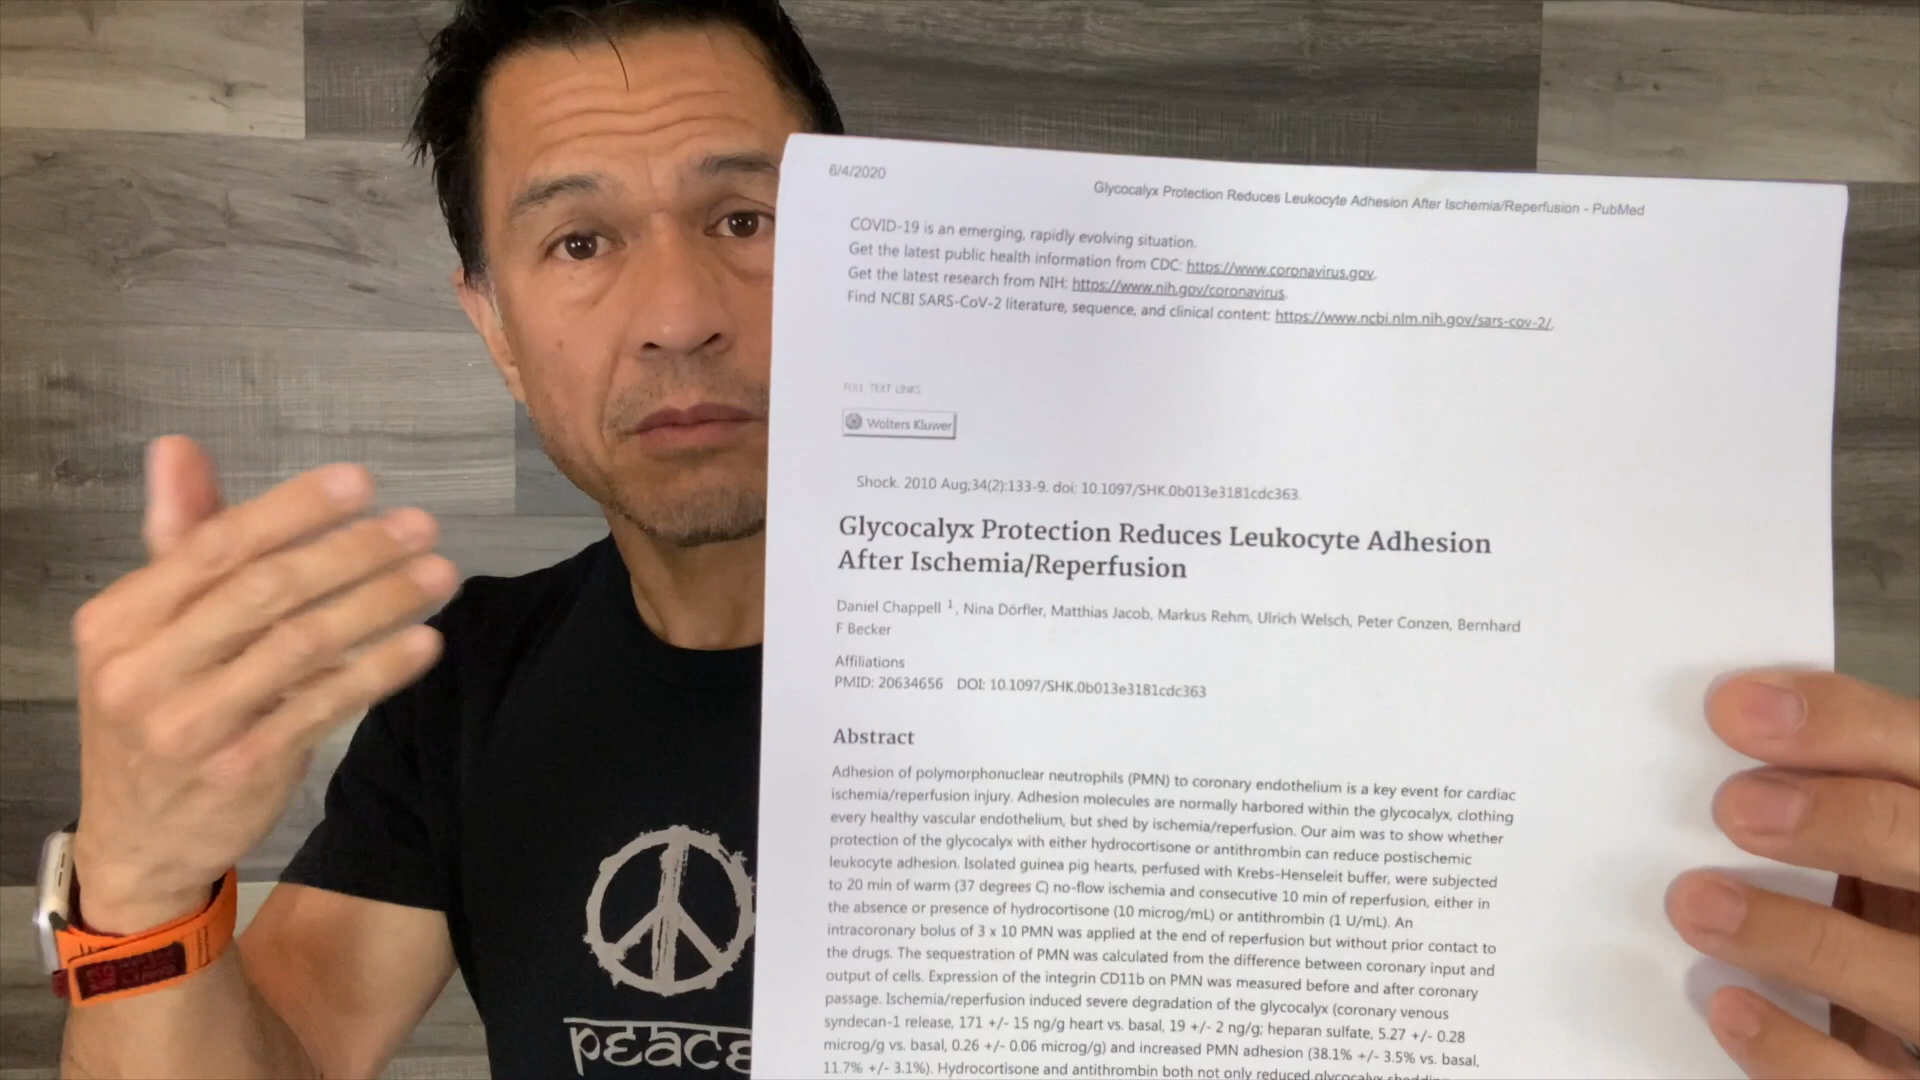 6/4/2020
Glycocalyx Protection Reduces Leukocyte Adhesion After Ischemia/Reperfusion - PubMed
COVID-19 is an emerging, rapidly evolving situation.
Get the latest public health information from CDC: https://www.coronavirus.gov.
Get the latest research from NIH: https://www.nih.gov/coronavirus.
Find NCBI SARS-CoV-2 literature, sequence, and clinical content: https://www.ncbi.nlm.nih.gov/sars-cov-2/.
FULL TEXT LINKS
Wolters Kluwer
Shock. 2010 Aug;34(2):133-9. doi: 10.1097/SHK.0b013e3181cdc363.
Glycocalyx Protection Reduces Leukocyte Adhesion
After Ischemia/Reperfusion
Daniel Chappell 1, Nina Dörfler, Matthias Jacob, Markus Rehm, Ulrich Welsch, Peter Conzen, Bernhard
F Becker
Affiliations
PMID: 20634656 DOI: 10.1097/SHK.0b013e3181cdc363
Abstract
Adhesion of polymorphonuclear neutrophils (PMN) to coronary endothelium is a key event for cardiac
ischemia/reperfusion injury. Adhesion molecules are normally harbored within the glycocalyx, clothing
every healthy vascular endothelium, but shed by ischemia/reperfusion. Our aim was to show whether
protection of the glycocalyx with either hydrocortisone or antithrombin can reduce postischemic
leukocyte adhesion. Isolated guinea pig hearts, perfused with Krebs-Henseleit buffer, were subjected
to 20 min of warm (37 degrees C) no-flow ischemia and consecutive 10 min of reperfusion, either in
the absence or presence of hydrocortisone (10 microg/mL) or antithrombin (1 U/mL). An
intracoronary bolus of 3 x 10 PMN was applied at the end of reperfusion but without prior contact to
the drugs. The sequestration of PMN was calculated from the difference between coronary input and
output of cells. Expression of the integrin CD11b on PMN was measured before and after coronary
passage. Ischemia/reperfusion induced severe degradation of the glycocalyx (coronary venous
syndecan-1 release, 171 +/- 15 ng/g heart vs. basal, 19 +/- 2 ng/g; heparan sulfate, 5.27 +/- 0.28
microg/g vs. basal, 0.26 +/- 0.06 microg/g) and increased PMN adhesion (38.1% +/- 3.5% vs. basal,
11.7% +/- 3.1%). Hydrocortisone and antithrombin both not only reduced glycocalyx shedding
peace